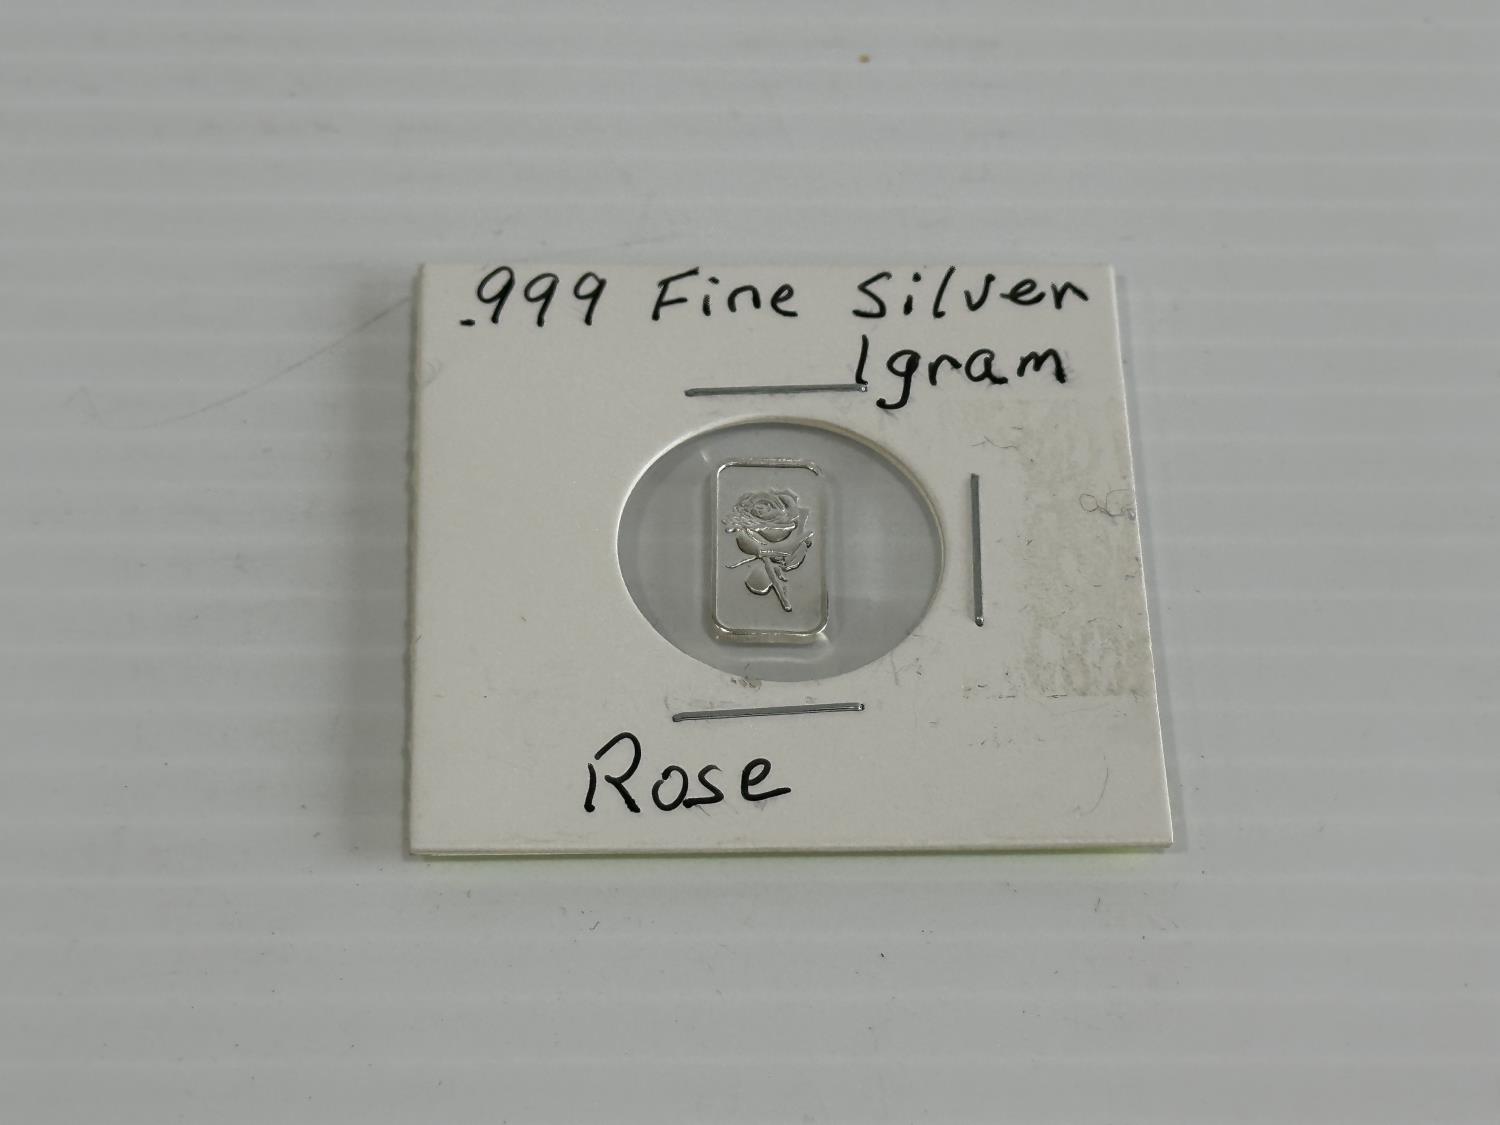 .999 Fine Silver
1gram
Rose